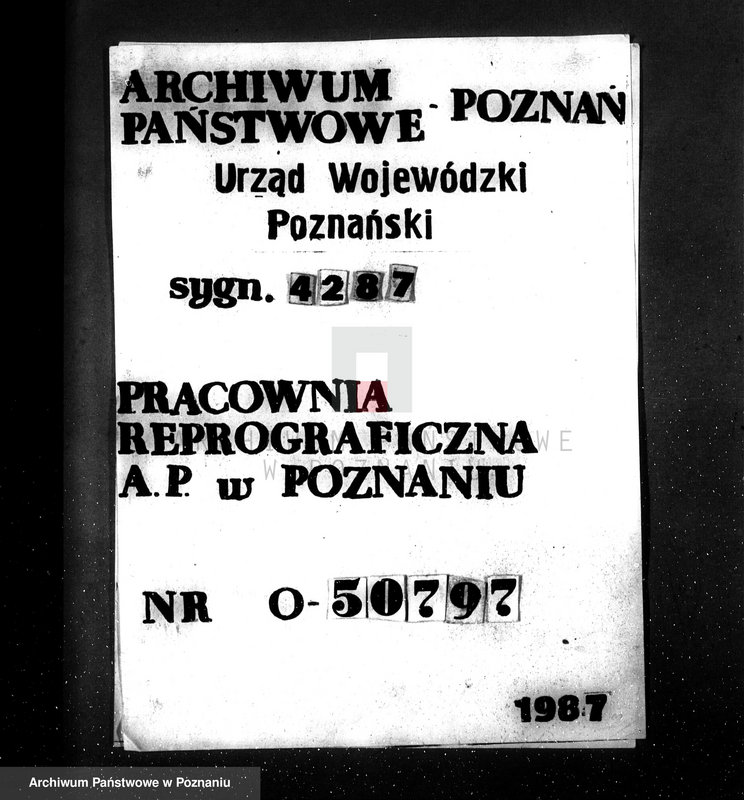 ARCHIWUM
PAŃSTWOWE - POZNAŃ
Urząd Wojewódzki
Poznański
sygn. 4287
PRACOWNIA
REPROGRAFICZNA
A.P. w POZNANIU
NR O-50797
1987
Archiwum Państwowe w Poznaniu